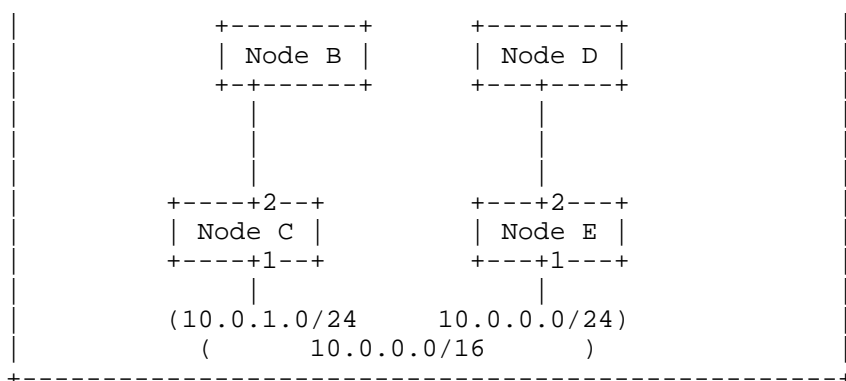 Node B Node D
2 2
Node C Node E
1 1
(10.0.1.0/24 10.0.0.0/24)
( 10.0.0.0/16 )